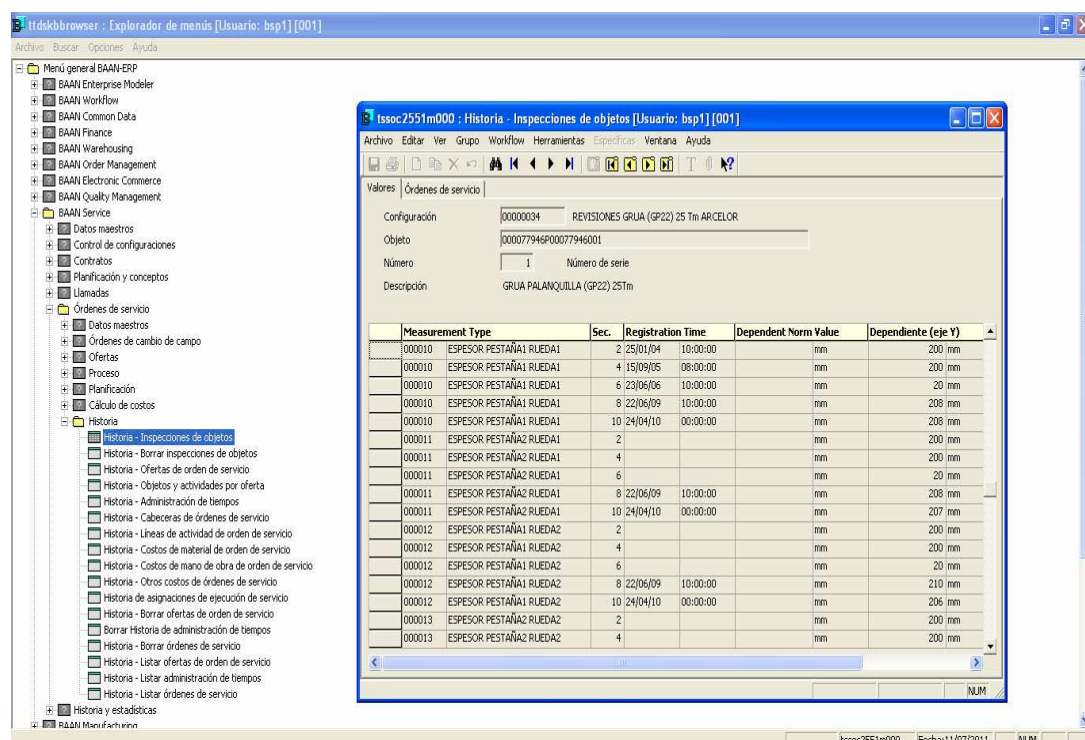 ttdskbbrowser : Explorador de menús [Usuario: bsp1] [001]
Archivo Buscar Opciones Ayuda
Menú general BAAN-ERP
BAAN Enterprise Modeler
BAAN Workflow
BAAN Common Data
BAAN Finance
BAAN Warehousing
BAAN Order Management
BAAN Electronic Commerce
BAAN Quality Management
BAAN Service
Datos maestros
Control de configuraciones
Contratos
Planificación y conceptos
Llamadas
Órdenes de servicio
Datos maestros
Órdenes de cambio de campo
Ofertas
Proceso
Planificación
Cálculo de costos
Historia
Historia - Inspecciones de objetos
Historia - Borrar inspecciones de objetos
Historia - Ofertas de orden de servicio
Historia - Objetos y actividades por oferta
Historia - Administración de tiempos
Historia - Cabeceras de órdenes de servicio
Historia - Líneas de actividad de orden de servicio
Historia - Costos de material de orden de servicio
Historia - Costos de mano de obra de orden de servicio
Historia - Otros costos de órdenes de servicio
Historia de asignaciones de ejecución de servicio
Historia - Borrar ofertas de orden de servicio
Borrar Historia de administración de tiempos
Historia - Borrar órdenes de servicio
Historia - Listar ofertas de orden de servicio
Historia - Listar administración de tiempos
Historia - Listar órdenes de servicio
Historia y estadísticas
BAAN Manufacturing
tssoc2551m000 : Historia - Inspecciones de objetos [Usuario: bsp1] [001]
Archivo Editar Ver Grupo Workflow Herramientas Específicas Ventana Ayuda
Valores Órdenes de servicio
Configuración 00000034 REVISIONES GRUA (GP22) 25 Tm ARCELOR
Objeto 000077946P00077946001
Número 1 Número de serie
Descripción GRUA PALANQUILLA (GP22) 25Tm
Measurement Type Sec. Registration Time Dependent Norm Value Dependiente (eje Y)
000010 ESPESOR PESTAÑA1 RUEDA1 2 25/01/04 10:00:00 mm 200 mm
000010 ESPESOR PESTAÑA1 RUEDA1 4 15/09/05 08:00:00 mm 200 mm
000010 ESPESOR PESTAÑA1 RUEDA1 6 23/06/06 10:00:00 mm 20 mm
000010 ESPESOR PESTAÑA1 RUEDA1 8 22/06/09 10:00:00 mm 208 mm
000010 ESPESOR PESTAÑA1 RUEDA1 10 24/04/10 00:00:00 mm 208 mm
000011 ESPESOR PESTAÑA2 RUEDA1 2 mm 200 mm
000011 ESPESOR PESTAÑA2 RUEDA1 4 mm 200 mm
000011 ESPESOR PESTAÑA2 RUEDA1 6 mm 20 mm
000011 ESPESOR PESTAÑA2 RUEDA1 8 22/06/09 10:00:00 mm 208 mm
000011 ESPESOR PESTAÑA2 RUEDA1 10 24/04/10 00:00:00 mm 207 mm
000012 ESPESOR PESTAÑA1 RUEDA2 2 mm 200 mm
000012 ESPESOR PESTAÑA1 RUEDA2 4 mm 200 mm
000012 ESPESOR PESTAÑA1 RUEDA2 6 mm 20 mm
000012 ESPESOR PESTAÑA1 RUEDA2 8 22/06/09 10:00:00 mm 210 mm
000012 ESPESOR PESTAÑA1 RUEDA2 10 24/04/10 00:00:00 mm 206 mm
000013 ESPESOR PESTAÑA2 RUEDA2 2 mm 200 mm
000013 ESPESOR PESTAÑA2 RUEDA2 4 mm 200 mm
NUM
tssoc2551m000 Fecha:11/07/2011 NUM